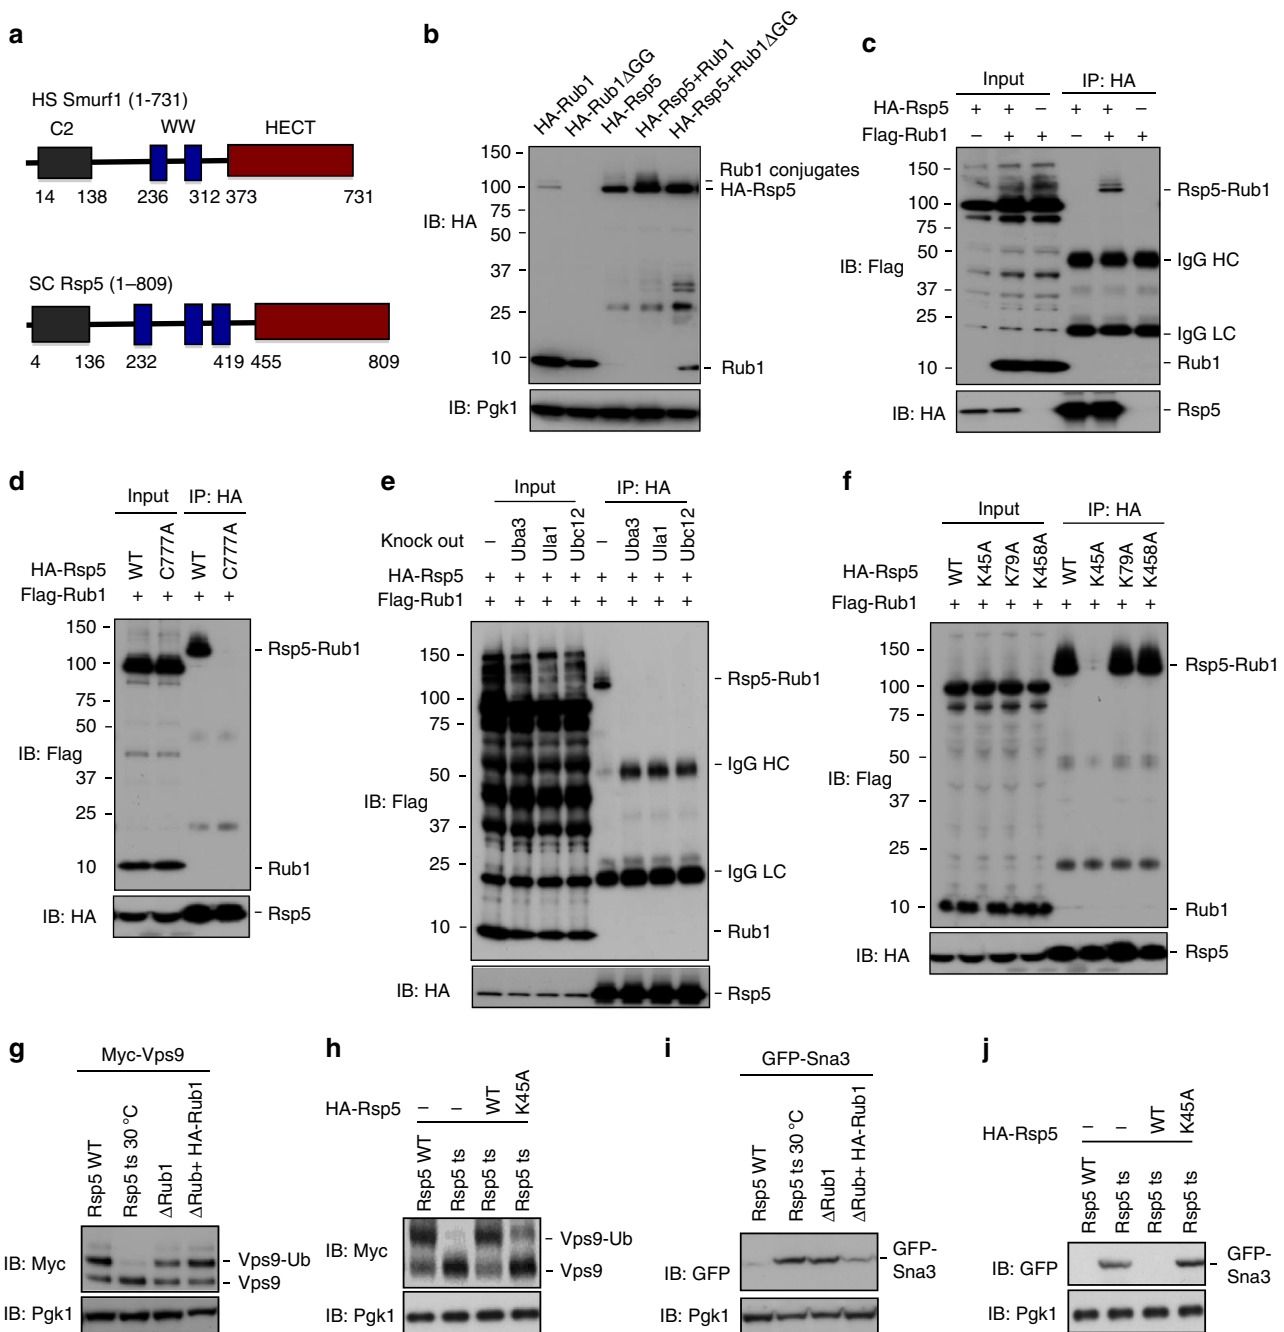 a
HS Smurf1 (1-731)
C2 WW HECT
14 138 236 312 373 731
SC Rsp5 (1–809)
4 136 232 419 455 809
b
HA-Rub1
HA-Rub1ΔGG
HA-Rsp5
HA-Rsp5+Rub1
HA-Rsp5+Rub1ΔGG
150
100
75
50
37
25
10
IB: HA
Rub1 conjugates
HA-Rsp5
Rub1
IB: Pgk1
c
Input IP: HA
HA-Rsp5 + + – + + –
Flag-Rub1 – + + – + +
150
100
75
50
37
25
10
IB: Flag
Rsp5-Rub1
IgG HC
IgG LC
Rub1
IB: HA Rsp5
d
Input IP: HA
HA-Rsp5 WT C777A WT C777A
Flag-Rub1 + + + +
150
100
75
50
37
25
10
IB: Flag
Rsp5-Rub1
Rub1
IB: HA Rsp5
e
Input IP: HA
Knock out – Uba3 Ula1 Ubc12 – Uba3 Ula1 Ubc12
HA-Rsp5 + + + + + + + +
Flag-Rub1 + + + + + + + +
150
100
75
50
37
25
10
IB: Flag
Rsp5-Rub1
IgG HC
IgG LC
Rub1
IB: HA Rsp5
f
Input IP: HA
HA-Rsp5 WT K45A K79A K458A WT K45A K79A K458A
Flag-Rub1 + + + + + + + +
150
100
75
50
37
25
10
IB: Flag
Rsp5-Rub1
Rub1
IB: HA Rsp5
g
Myc-Vps9
Rsp5 WT
Rsp5 ts 30 °C
ΔRub1
ΔRub+ HA-Rub1
IB: Myc
Vps9-Ub
Vps9
IB: Pgk1
h
HA-Rsp5 – – WT K45A
Rsp5 WT
Rsp5 ts
Rsp5 ts
Rsp5 ts
IB: Myc
Vps9-Ub
Vps9
IB: Pgk1
i
GFP-Sna3
Rsp5 WT
Rsp5 ts 30 °C
ΔRub1
ΔRub+ HA-Rub1
IB: GFP
GFP-
Sna3
IB: Pgk1
j
HA-Rsp5 – – WT K45A
Rsp5 WT
Rsp5 ts
Rsp5 ts
Rsp5 ts
IB: GFP
GFP-
Sna3
IB: Pgk1